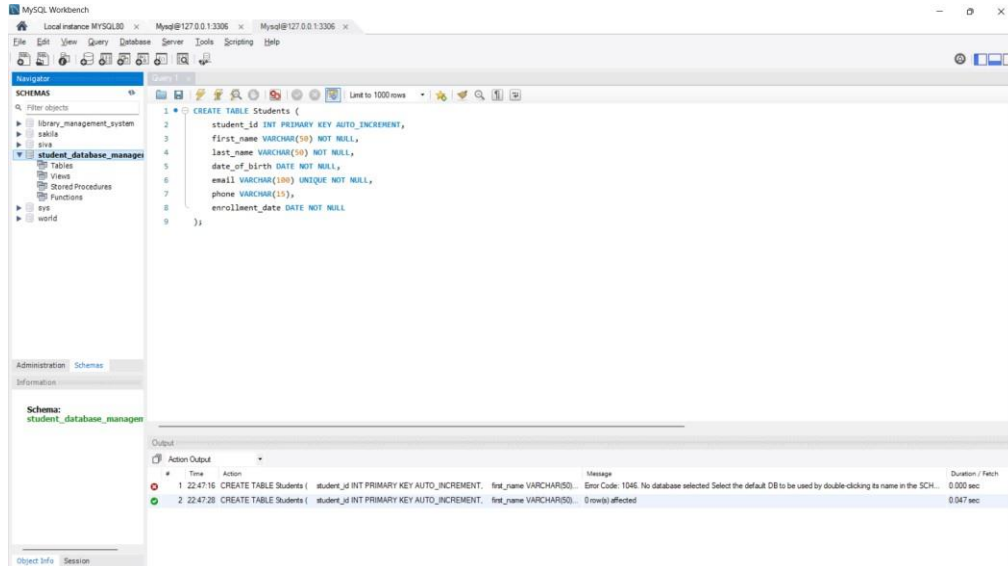 MySQL Workbench
Local instance MYSQL80 × Mysql@127.0.0.1:3306 × Mysql@127.0.0.1:3306 ×
File Edit View Query Database Server Tools Scripting Help
Navigator
Query 1 ×
SCHEMAS
Limit to 1000 rows
Filter objects
library_management_system
sakila
siva
student_database_manager
Tables
Views
Stored Procedures
Functions
sys
world
1 CREATE TABLE Students (
2 student_id INT PRIMARY KEY AUTO_INCREMENT,
3 first_name VARCHAR(50) NOT NULL,
4 last_name VARCHAR(50) NOT NULL,
5 date_of_birth DATE NOT NULL,
6 email VARCHAR(100) UNIQUE NOT NULL,
7 phone VARCHAR(15),
8 enrollment_date DATE NOT NULL
9 );
Administration Schemas
Information
Schema:
student_database_managem
Output
Action Output
# Time Action Message Duration / Fetch
1 22:47:16 CREATE TABLE Students ( student_id INT PRIMARY KEY AUTO_INCREMENT, first_name VARCHAR(50)... Error Code: 1046. No database selected Select the default DB to be used by double-clicking its name in the SCH... 0.000 sec
2 22:47:28 CREATE TABLE Students ( student_id INT PRIMARY KEY AUTO_INCREMENT, first_name VARCHAR(50)... 0 row(s) affected 0.047 sec
Object Info Session